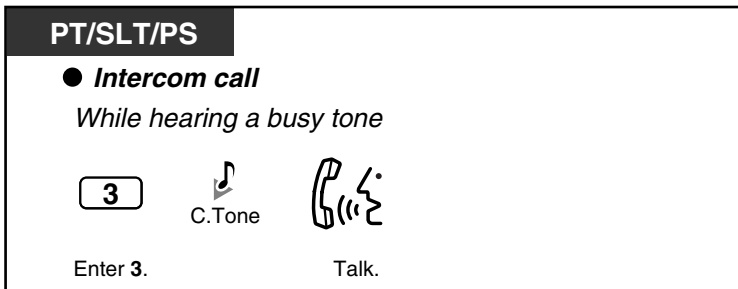 PT/SLT/PS
● Intercom call
While hearing a busy tone
3
C.Tone
Enter 3. Talk.